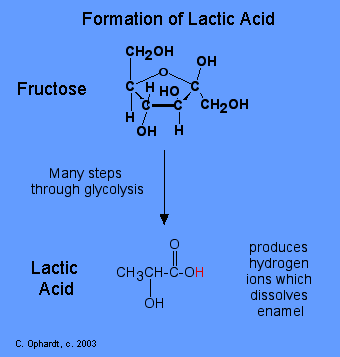 Formation of Lactic Acid
CH2OH
O
OH
Fructose
C H HO C
C C CH2OH
H
OH H
Many steps
through glycolysis
O
Lactic
Acid
CH3CH-C-OH
OH
produces
hydrogen
ions which
dissolves
enamel
C. Ophardt, c. 2003